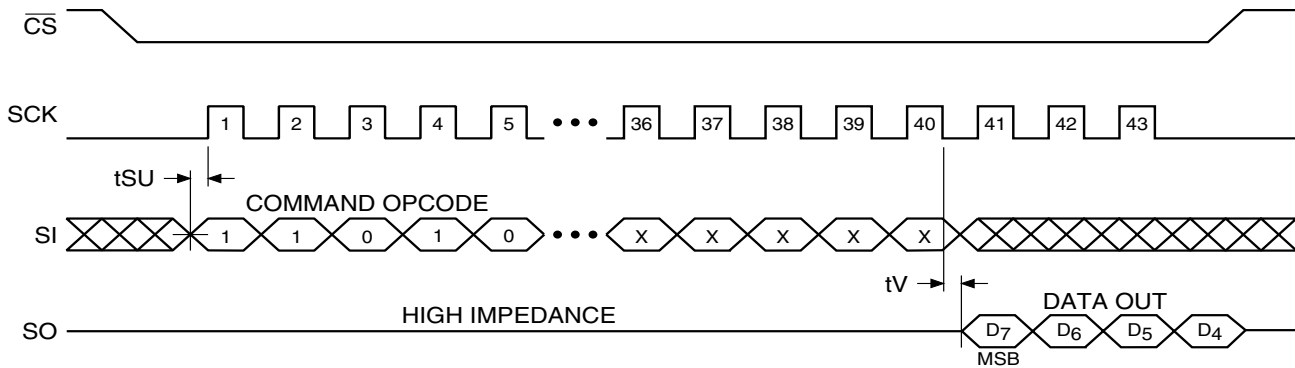 CS
SCK
1 2 3 4 5 36 37 38 39 40 41 42 43
tSU
COMMAND OPCODE
SI
1 1 0 1 0 X X X X X
tV
HIGH IMPEDANCE
DATA OUT
SO
D7 D6 D5 D4
MSB